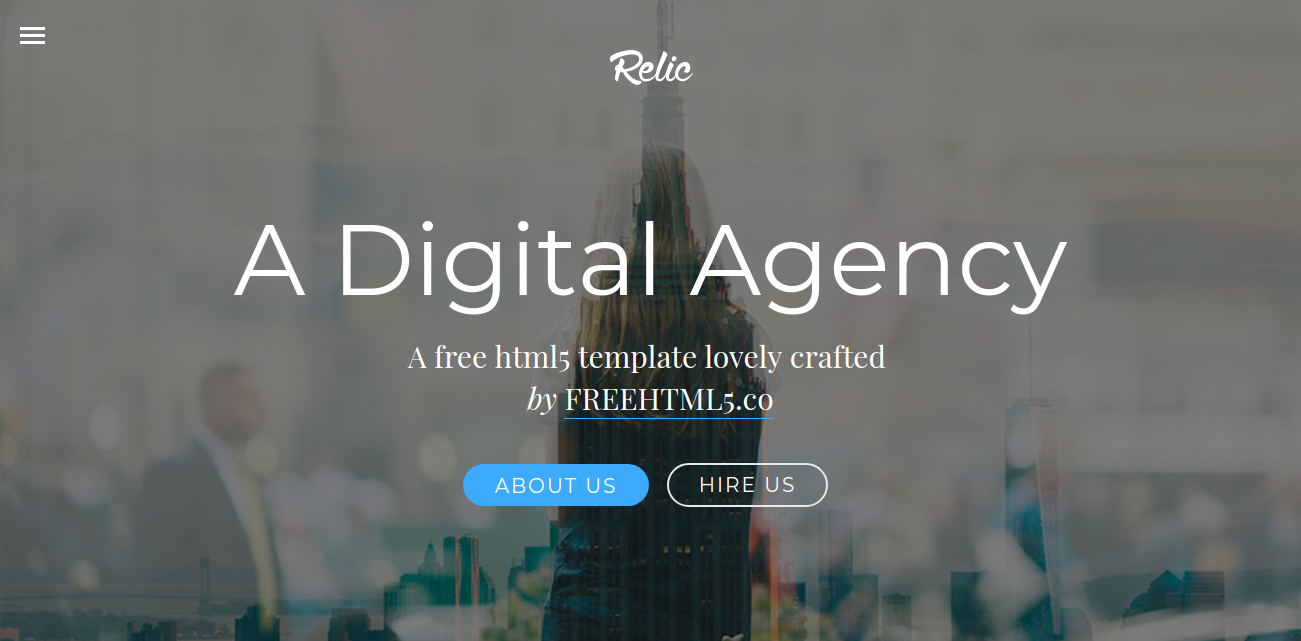 Relic
A Digital Agency
A free html5 template lovely crafted
by FREEHTML5.co
ABOUT US
HIRE US